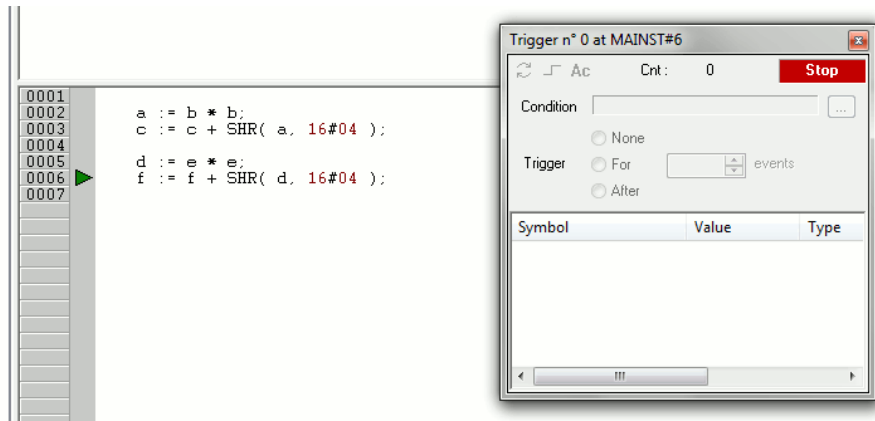 Trigger n° 0 at MAINST#6
Ac Cnt : 0 Stop
Condition ...
None
Trigger For events
After
Symbol Value Type
0001
0002 a := b * b;
0003 c := c + SHR( a, 16#04 );
0004
0005 d := e * e;
0006 f := f + SHR( d, 16#04 );
0007